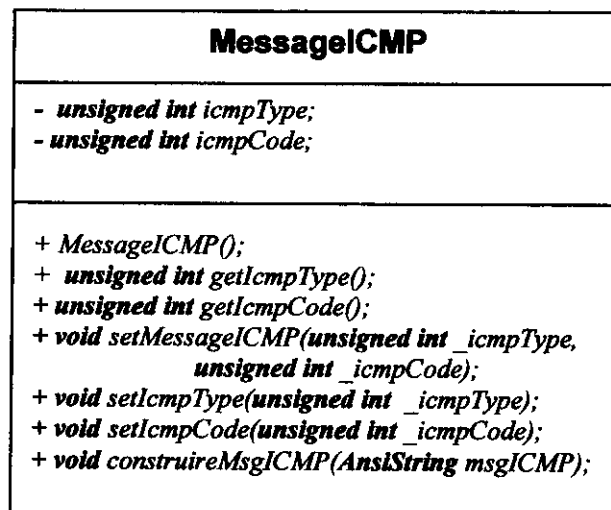 MessageICMP
- unsigned int icmpType;
- unsigned int icmpCode;
+ MessageICMP();
+ unsigned int getIcmpType();
+ unsigned int getIcmpCode();
+ void setMessageICMP(unsigned int _icmpType,
unsigned int _icmpCode);
+ void setIcmpType(unsigned int _icmpType);
+ void setIcmpCode(unsigned int _icmpCode);
+ void construireMsgICMP(AnsiString msgICMP);